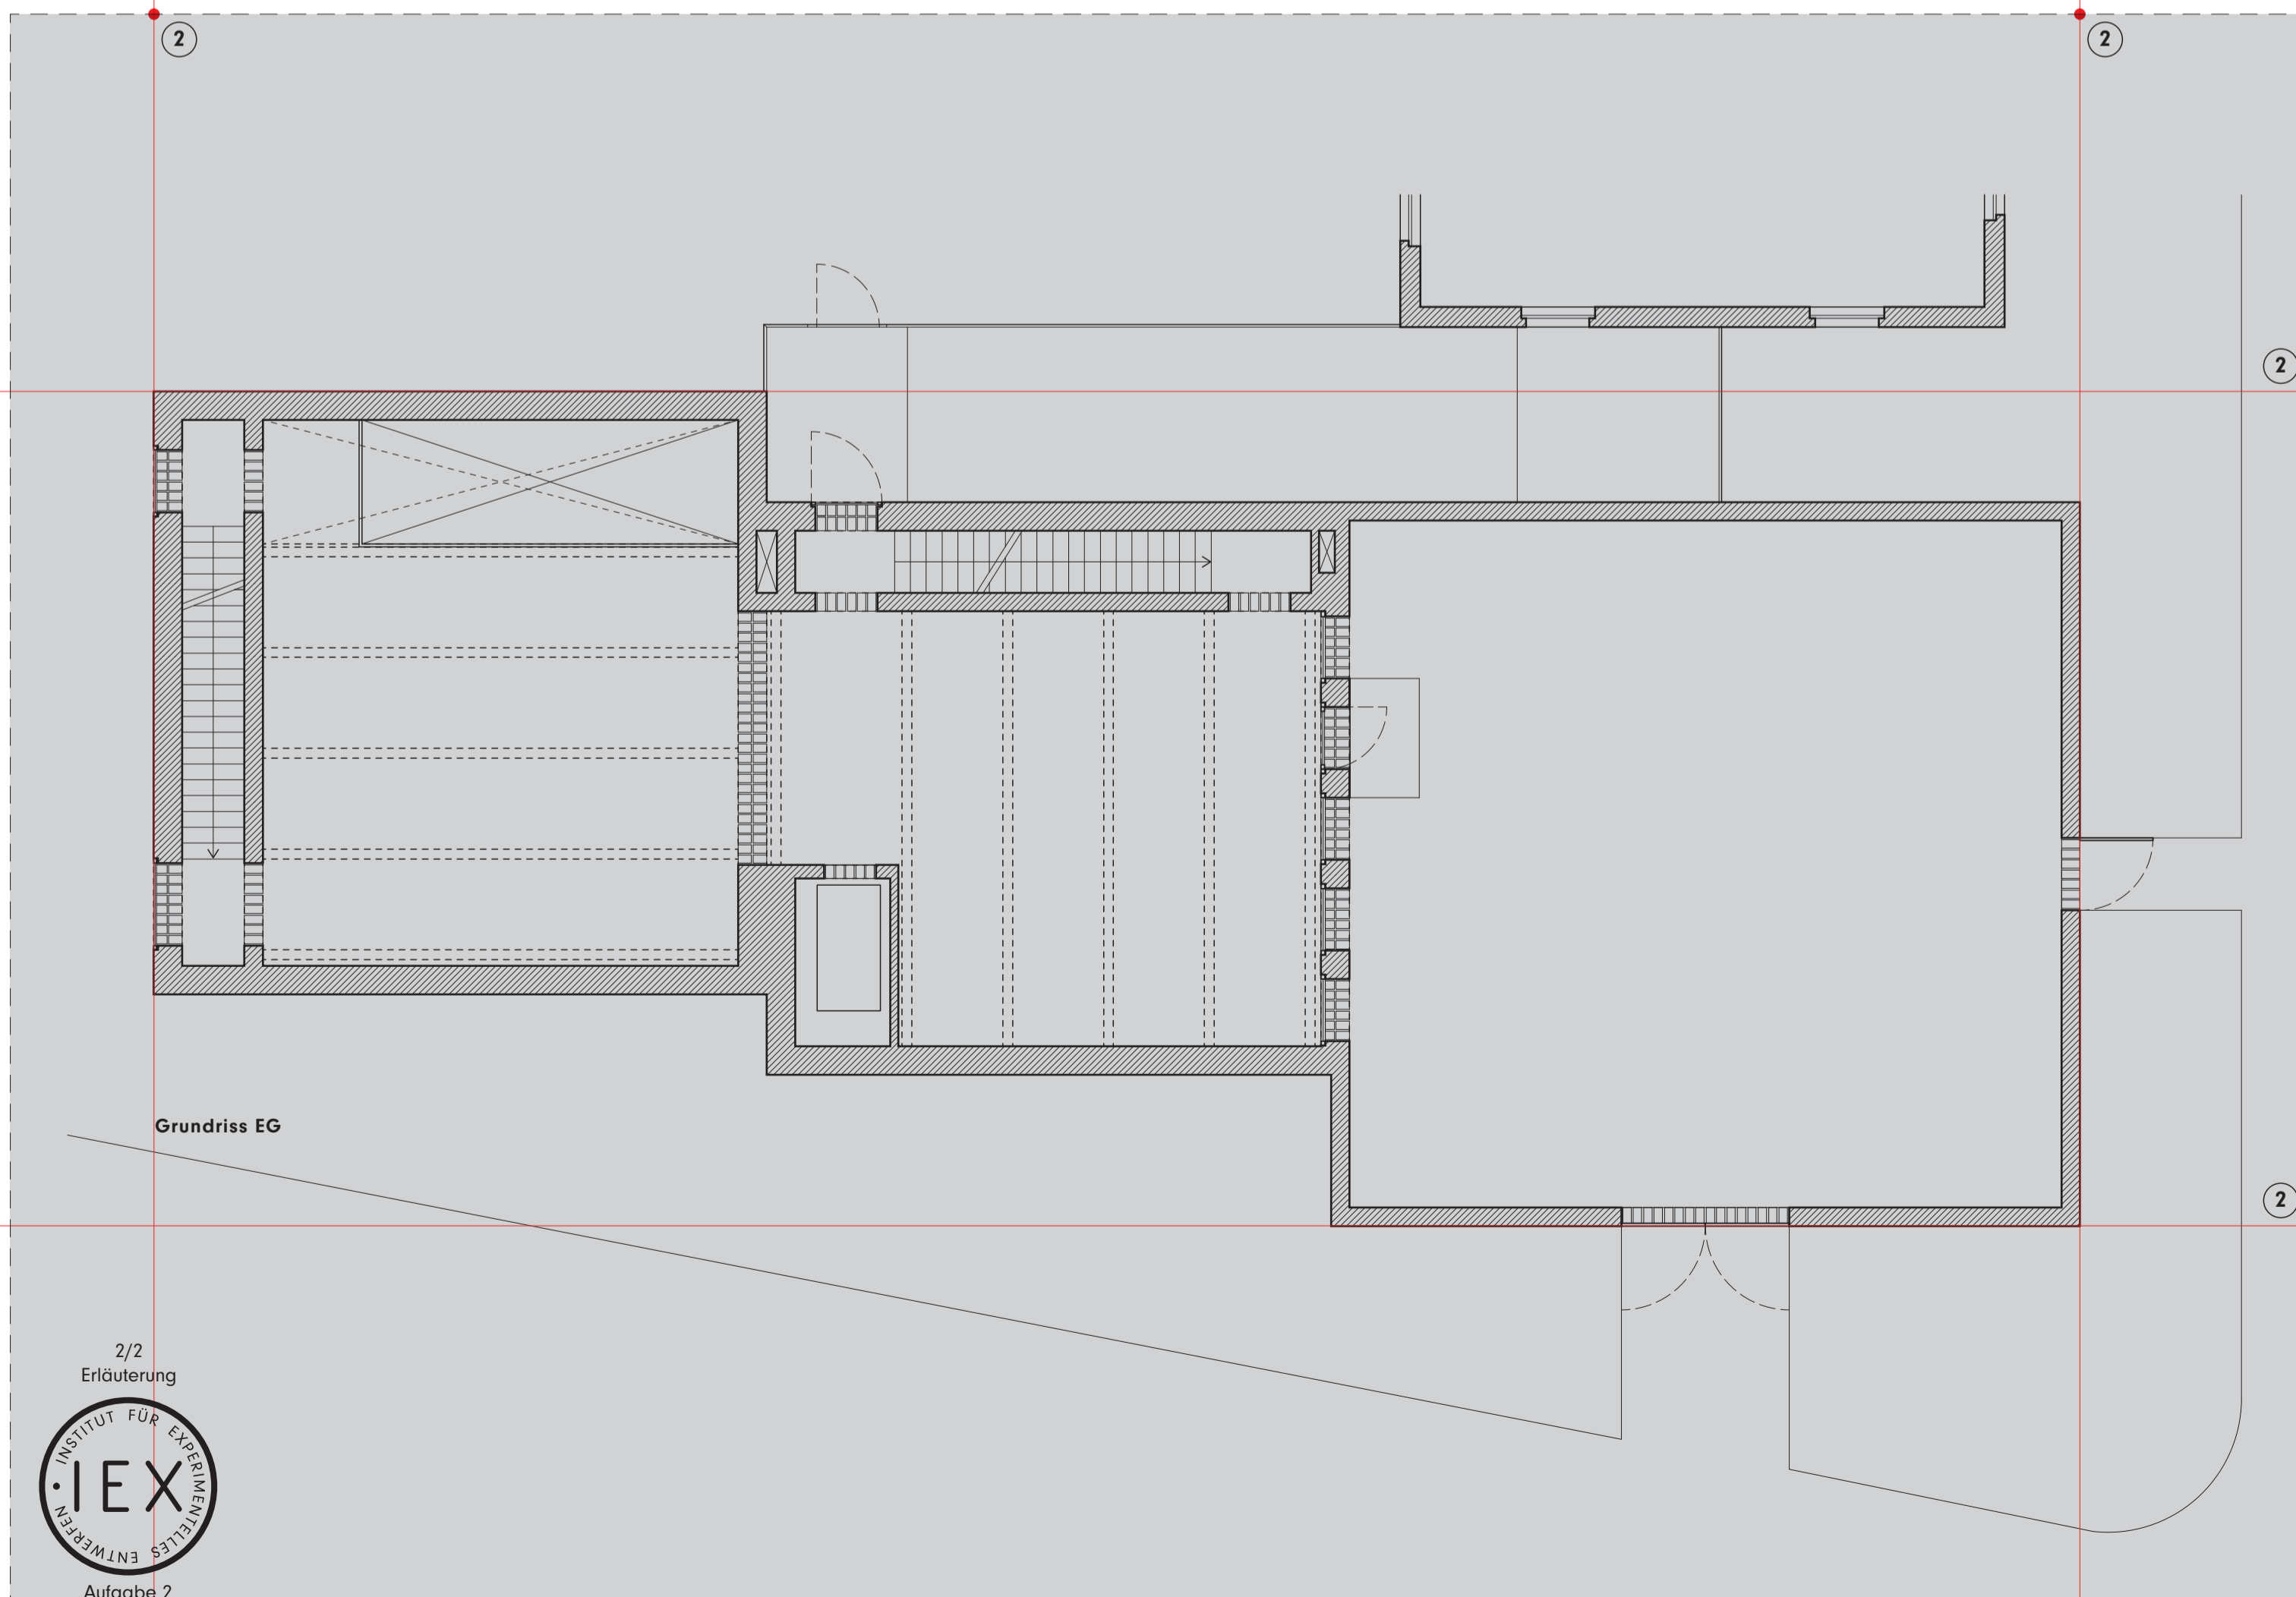 2
2
2
2
Grundriss EG
2/2
Erläuterung
INSTITUT FÜR EXPERIMENTELLES ENTWERFEN
IEX
Aufgabe 2